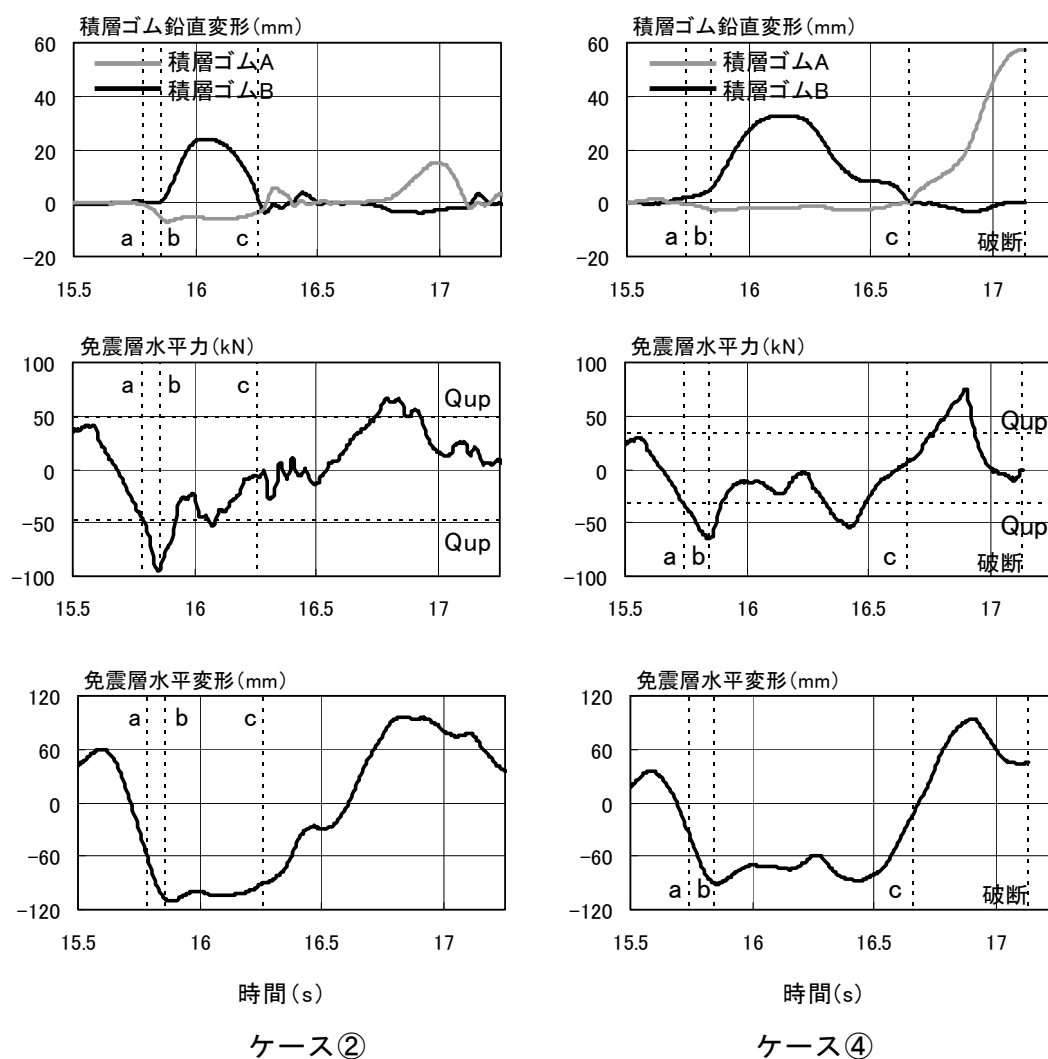 積層ゴム鉛直変形(mm)
60
40
20
0
-20
積層ゴムA
積層ゴムB
a
b
c
15.5
16
16.5
17
積層ゴム鉛直変形(mm)
60
40
20
0
-20
積層ゴムA
積層ゴムB
a
b
c
破断
15.5
16
16.5
17
免震層水平力(kN)
100
50
0
-50
-100
a
b
c
Qup
Qup
15.5
16
16.5
17
免震層水平力(kN)
100
50
0
-50
-100
Qup
Qup
a
b
c
破断
15.5
16
16.5
17
免震層水平変形(mm)
120
60
0
-60
-120
a
b
c
15.5
16
16.5
17
時間(s)
ケース②
免震層水平変形(mm)
120
60
0
-60
-120
a
b
c
破断
15.5
16
16.5
17
時間(s)
ケース④